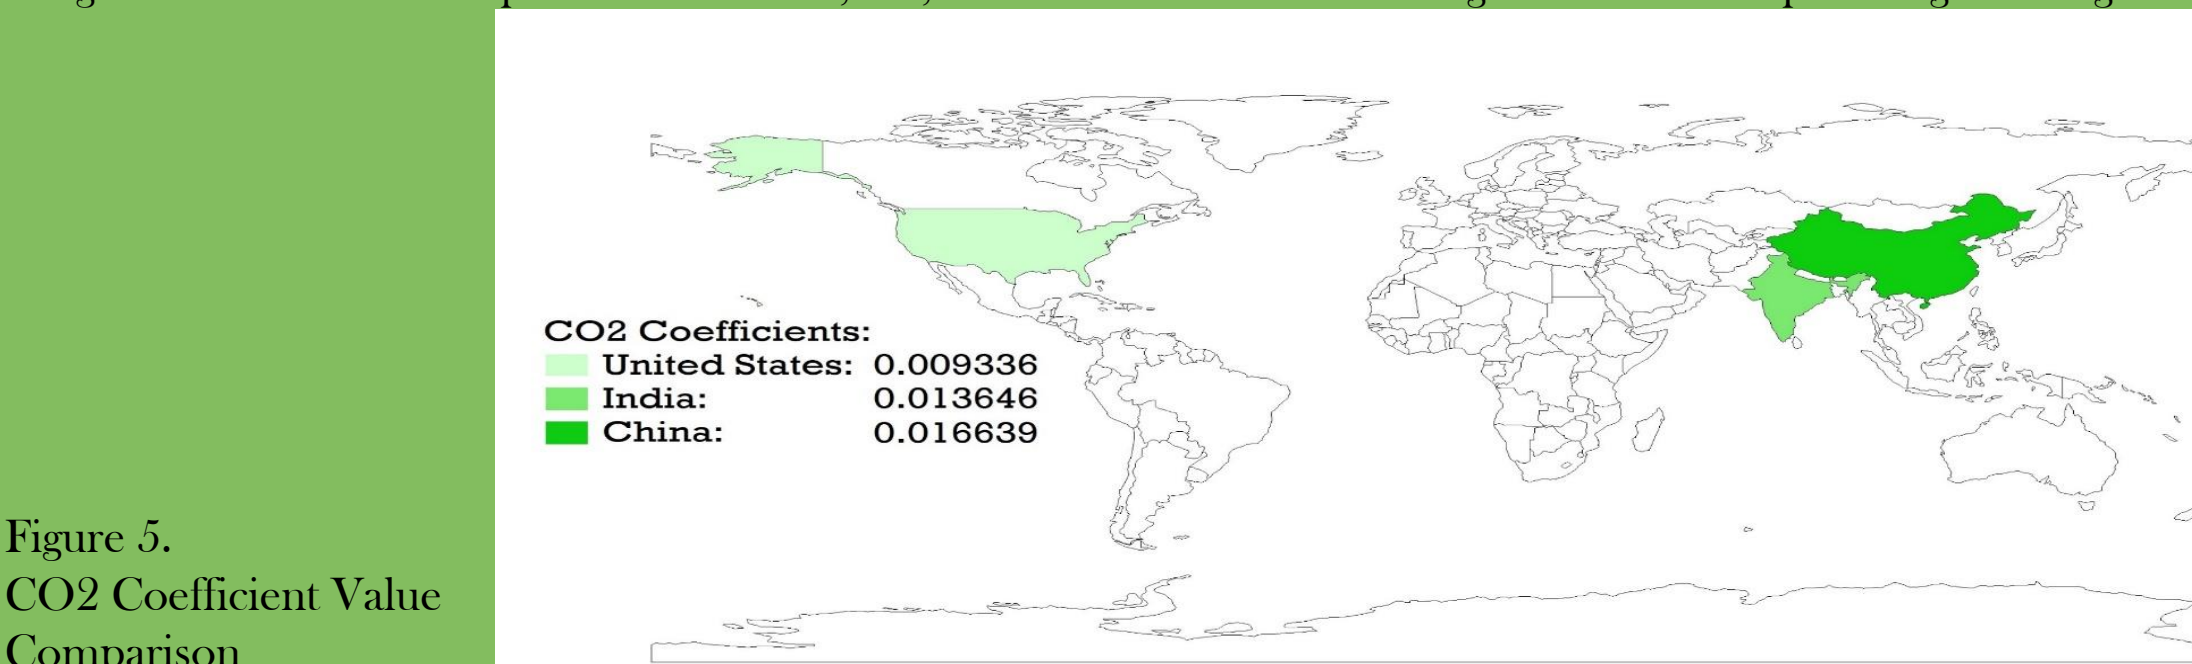 CO2 Coefficients:
United States: 0.009336
India: 0.013646
China: 0.016639
Figure 5.
CO2 Coefficient Value
Comparison